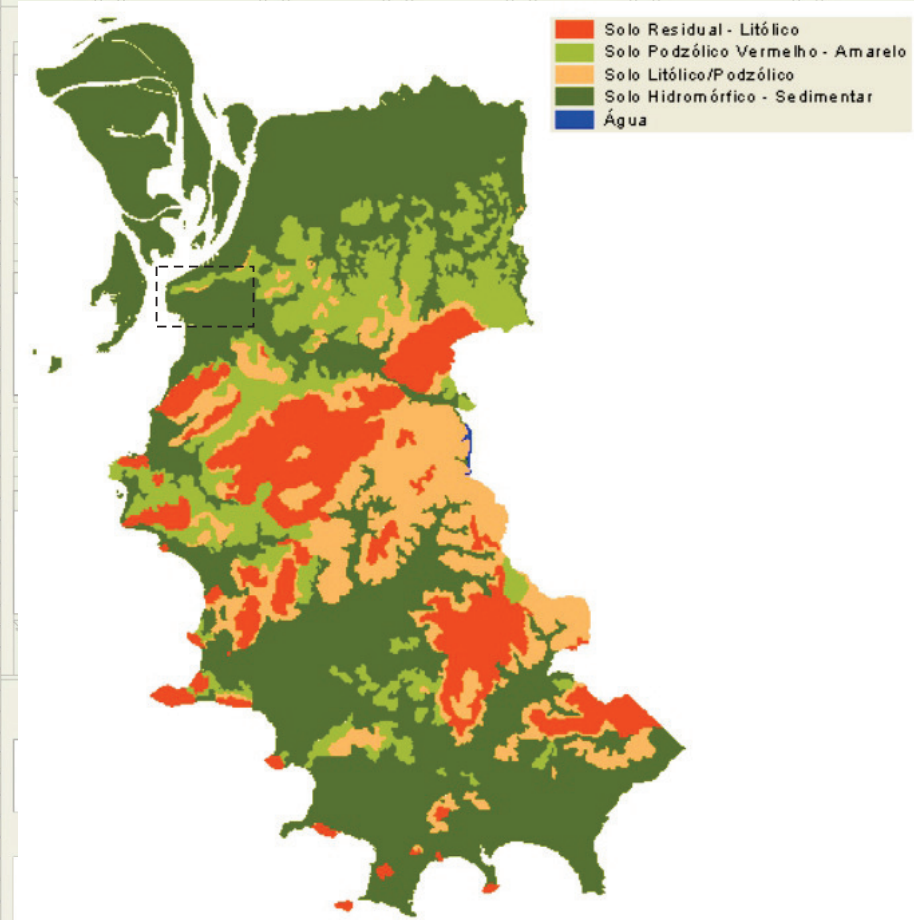 Solo Residual - Litólico
Solo Podzólico Vermelho - Amarelo
Solo Litólico/Podzólico
Solo Hidromórfico - Sedimentar
Água